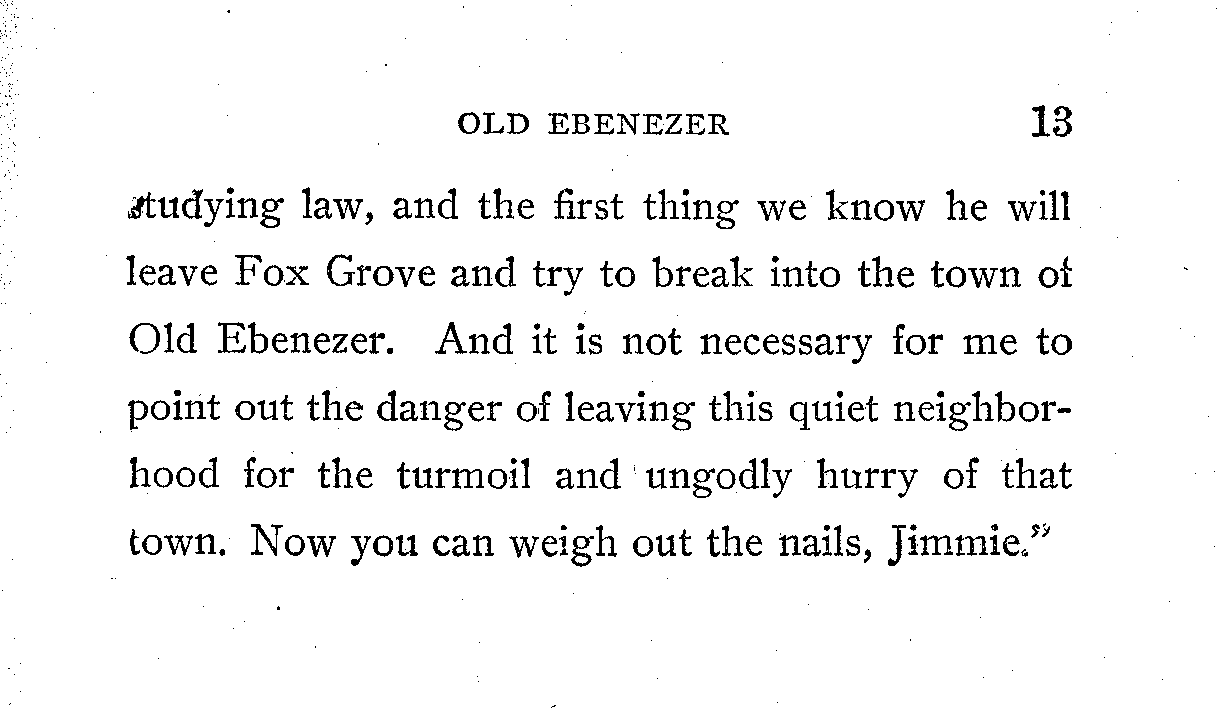 OLD EBENEZER 13
studying law, and the first thing we know he will
leave Fox Grove and try to break into the town of
Old Ebenezer. And it is not necessary for me to
point out the danger of leaving this quiet neighbor-
hood for the turmoil and ungodly hurry of that
town. Now you can weigh out the nails, Jimmie."